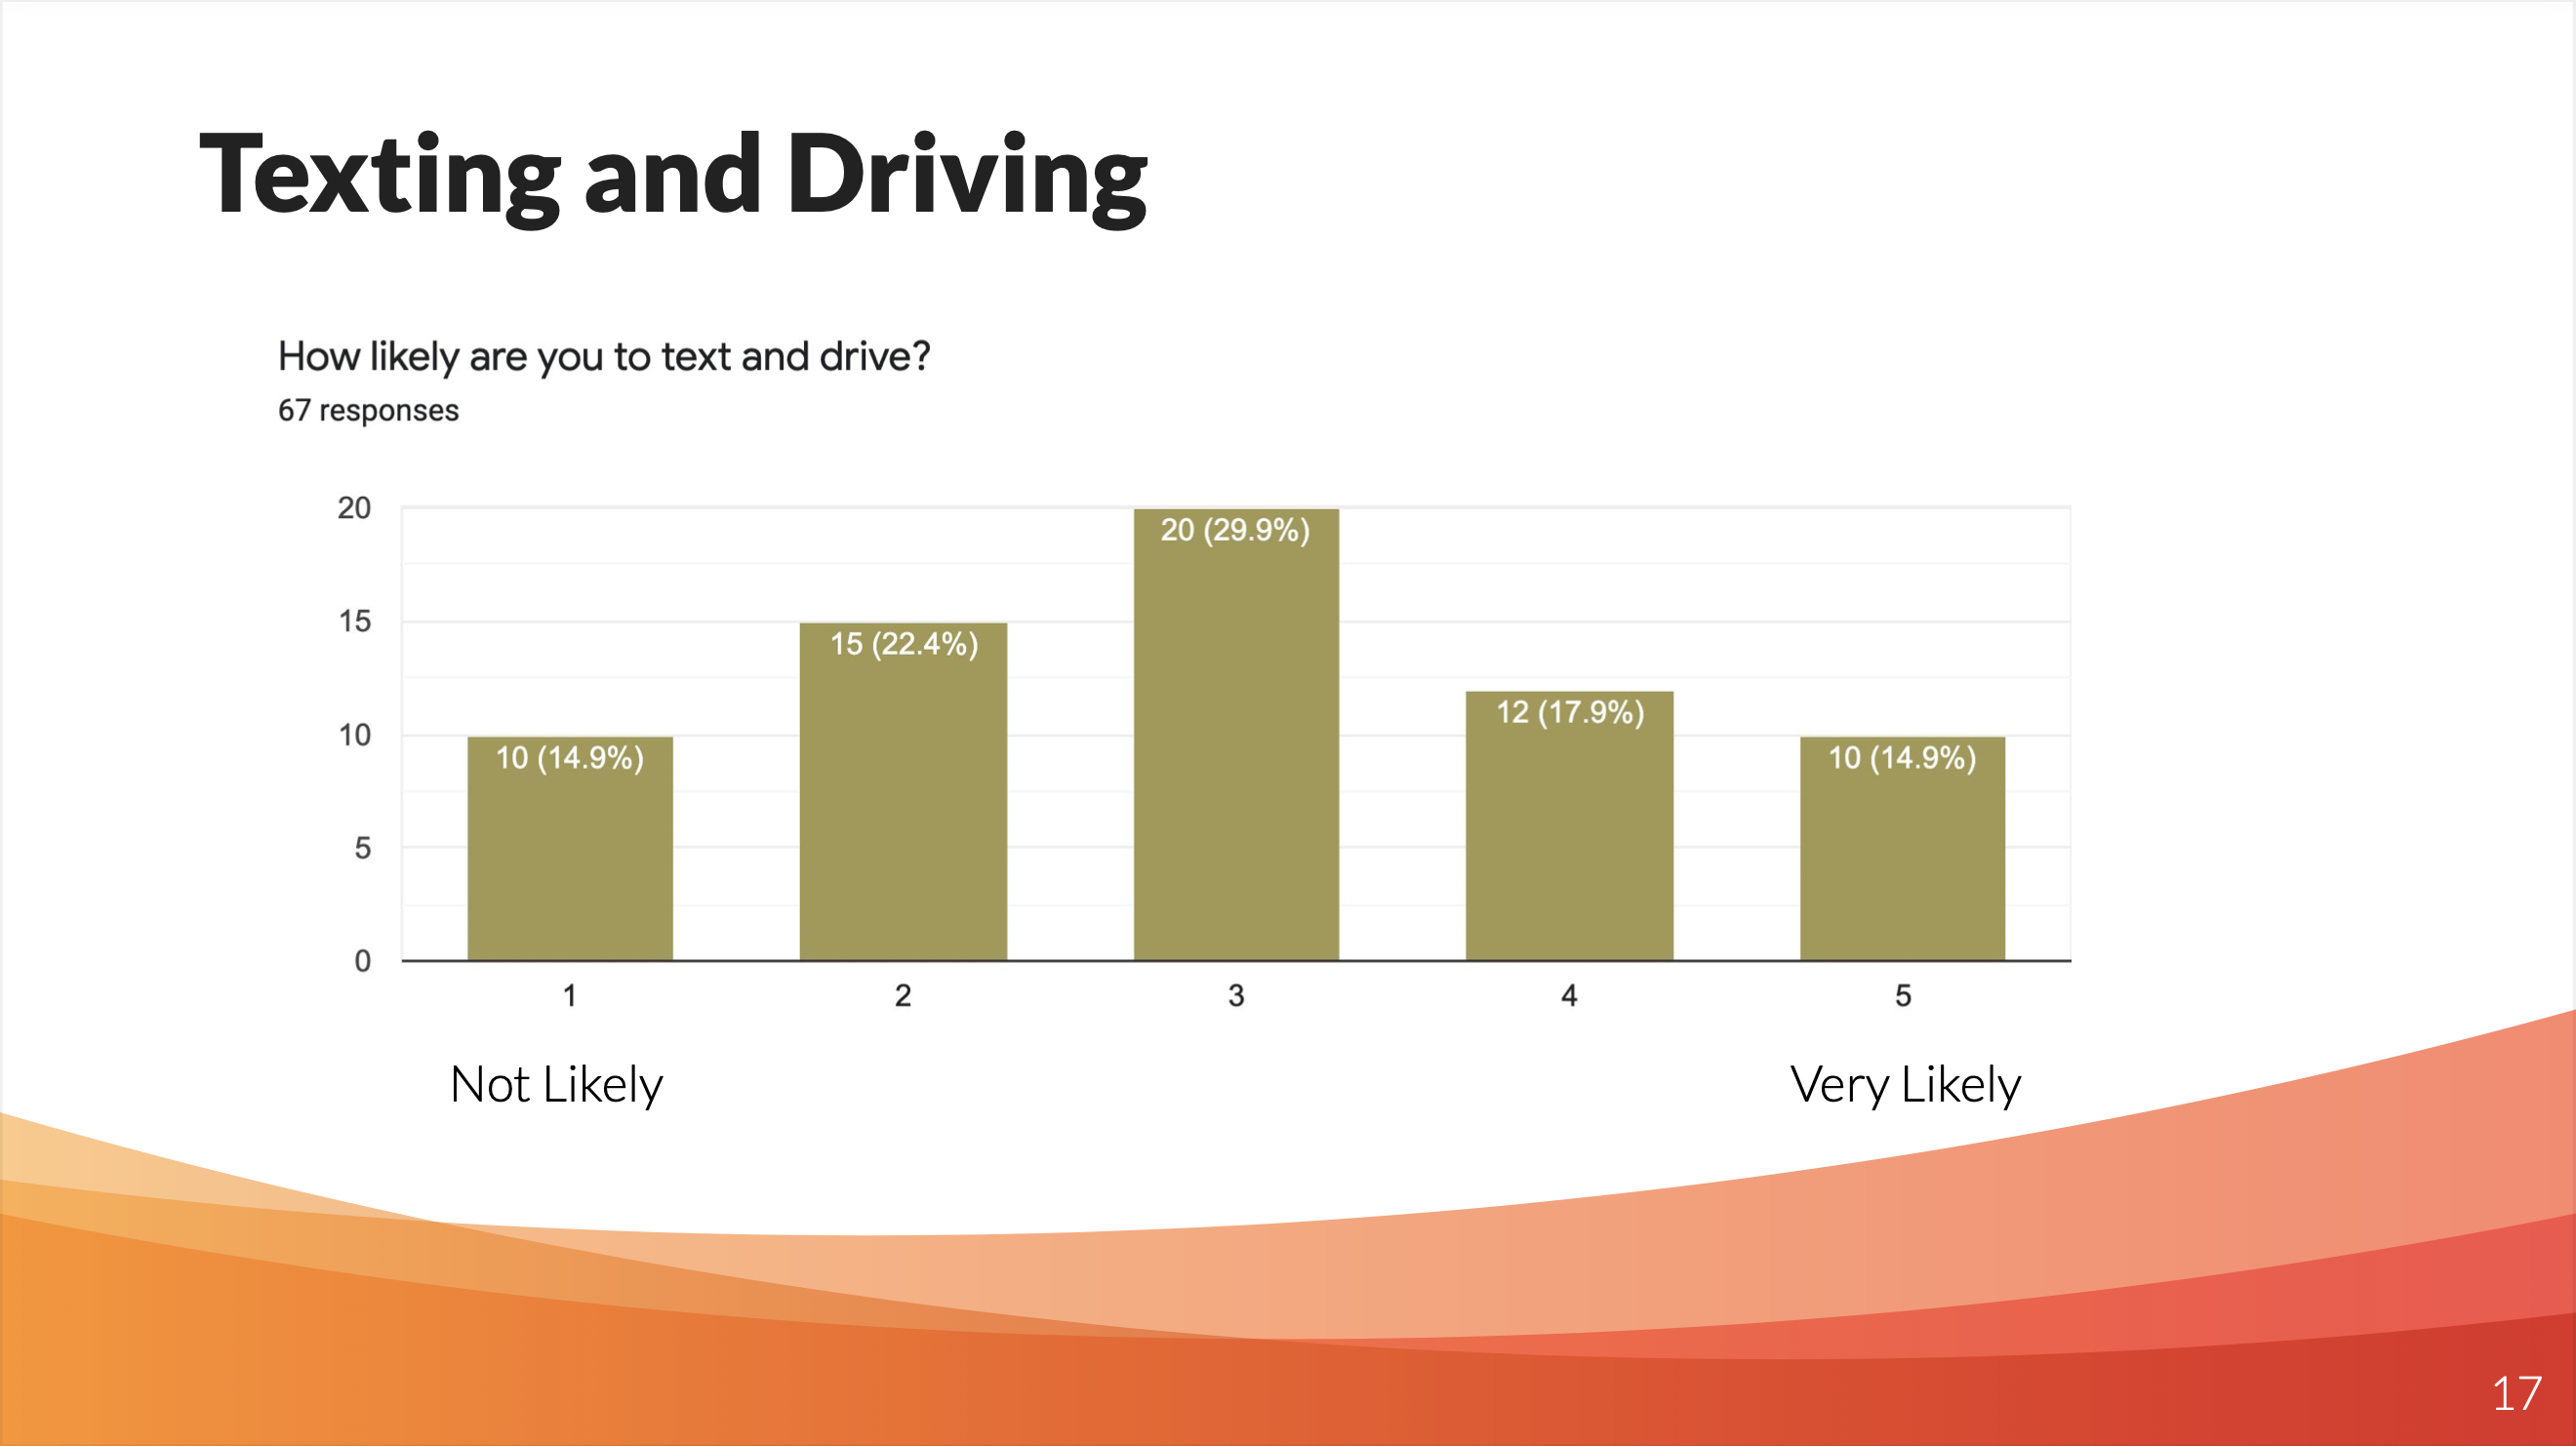 Texting and Driving
How likely are you to text and drive?
67 responses
20
15
10
5
0
10 (14.9%)
15 (22.4%)
20 (29.9%)
12 (17.9%)
10 (14.9%)
1 2 3 4 5
Not Likely Very Likely
17